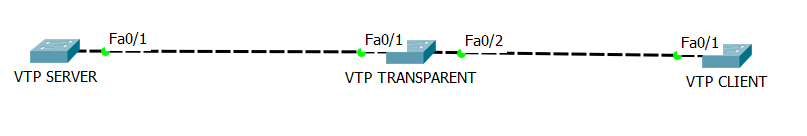 Fa0/1
Fa0/1
Fa0/2
Fa0/1
VTP SERVER
VTP TRANSPARENT
VTP CLIENT